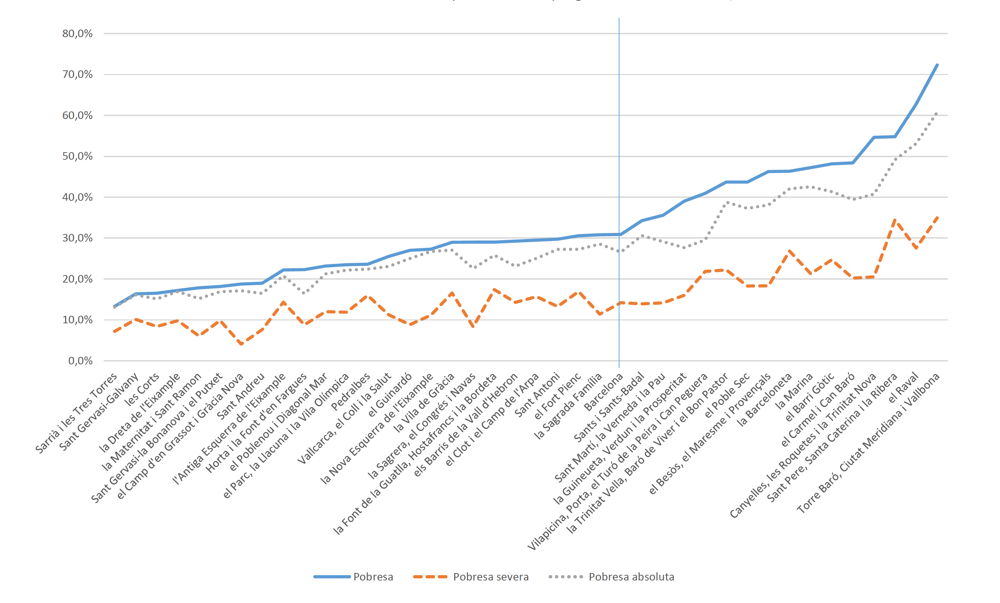 80,0%
70,0%
60,0%
50,0%
40,0%
30,0%
20,0%
10,0%
0,0%
Sarrià i les Tres Torres
Sant Gervasi-Galvany
les Corts
la Dreta de l'Eixample
la Maternitat i Sant Ramon
Sant Gervasi-la Bonanova i el Putxet
el Camp d'en Grassot i Gràcia Nova
Sant Andreu
l'Antiga Esquerra de l'Eixample
Horta i la Font d'en Fargues
el Poblenou i Diagonal Mar
el Parc, la Llacuna i la Vila Olímpica
Pedralbes
Vallcarca, el Coll i la Salut
el Guinardó
la Nova Esquerra de l'Eixample
la Vila de Gràcia
la Sagrera, el Congrés i Navas
la Font de la Guatlla, Hostafrancs i la Bordeta
els Barris de la Vall d'Hebron
el Clot i el Camp de l'Arpa
Sant Antoni
el Fort Pienc
la Sagrada Família
Barcelona
Sants i Sants-Badal
Sant Martí, la Verneda i la Pau
la Guineueta, Verdun i la Prosperitat
Vilapicina, Porta, el Turó de la Peira i Can Peguera
la Trinitat Vella, Baró de Viver i el Bon Pastor
el Poble Sec
el Besòs, el Maresme i Provençals
la Barceloneta
la Marina
el Barri Gòtic
el Carmel i Can Baró
Canyelles, les Roquetes i la Trinitat Nova
Sant Pere, Santa Caterina i la Ribera
el Raval
Torre Baró, Ciutat Meridiana i Vallbona
Pobresa
Pobresa severa
Pobresa absoluta